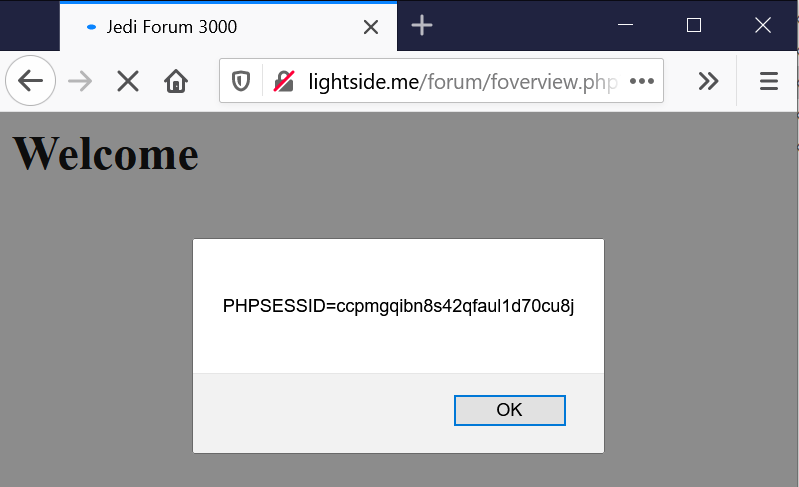 Jedi Forum 3000
lightside.me/forum/foverview.php
Welcome
PHPSESSID=ccpmgqibn8s42qfaul1d70cu8j
OK